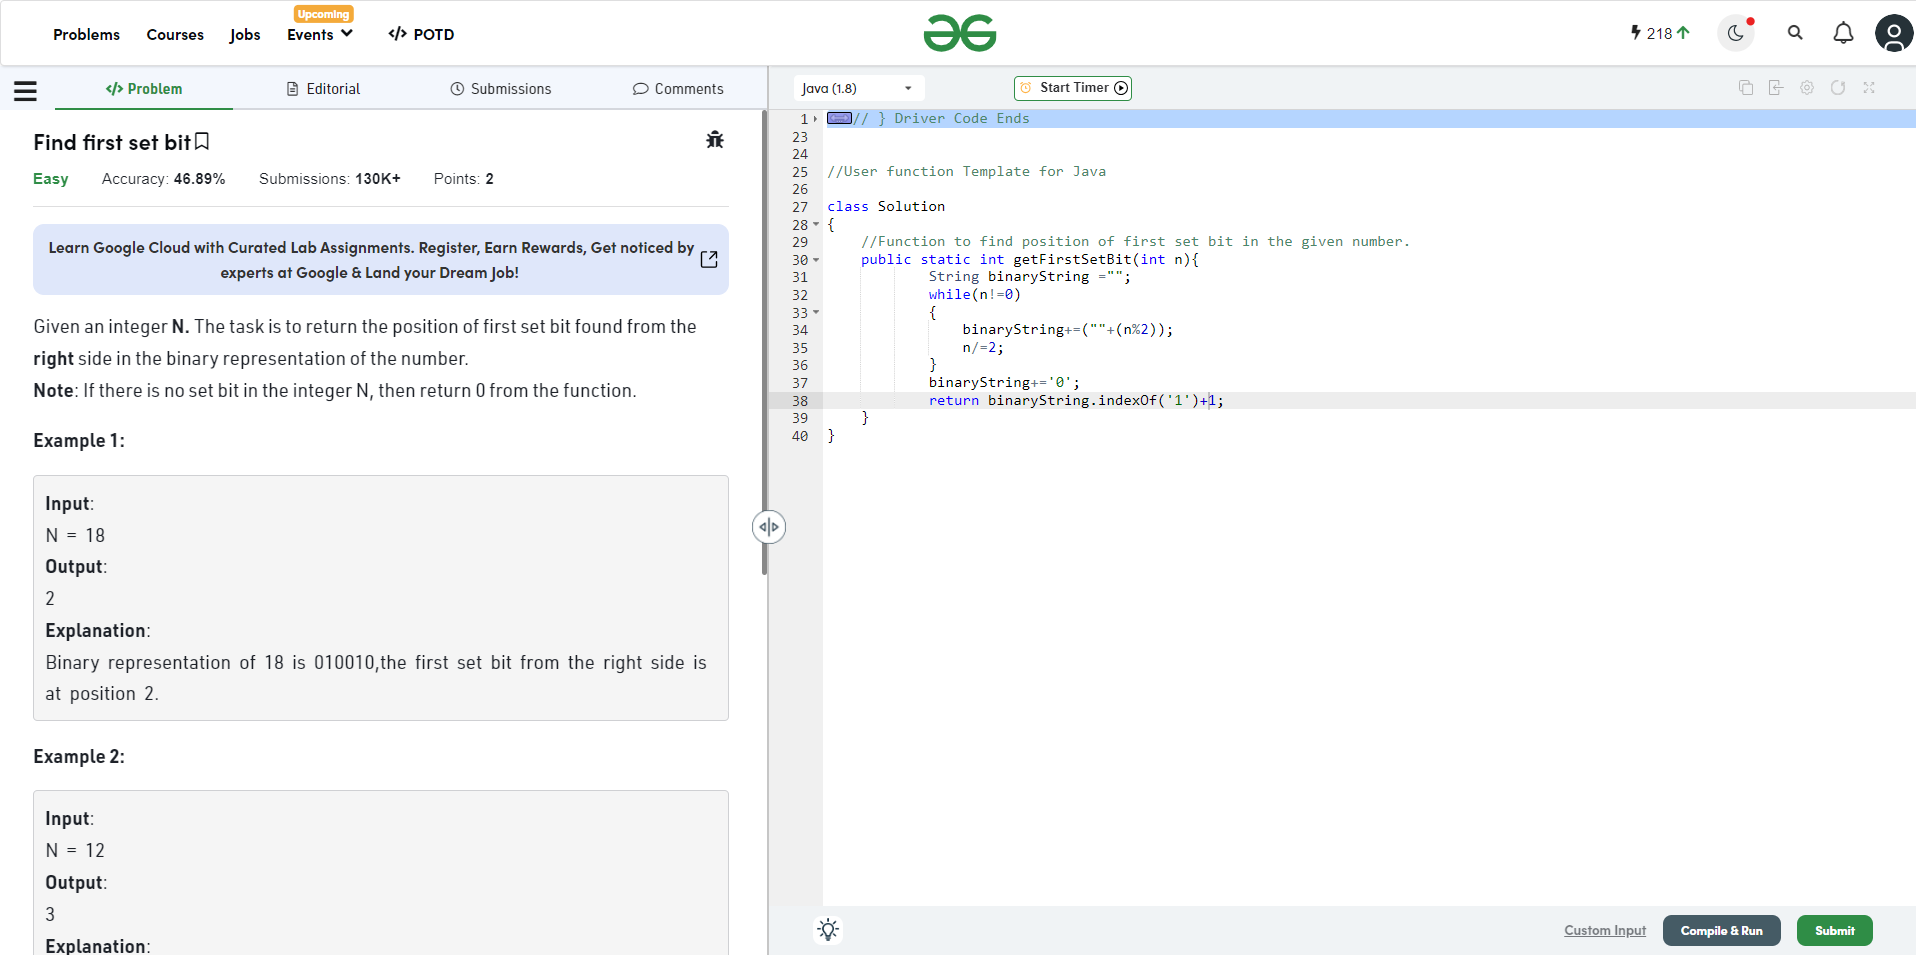 Problems Courses Jobs Upcoming Events </> POTD
218
</> Problem Editorial Submissions Comments
Find first set bit
Easy Accuracy: 46.89% Submissions: 130K+ Points: 2
Learn Google Cloud with Curated Lab Assignments. Register, Earn Rewards, Get noticed by
experts at Google & Land your Dream Job!
Given an integer N. The task is to return the position of first set bit found from the
right side in the binary representation of the number.
Note: If there is no set bit in the integer N, then return 0 from the function.
Example 1:
Input:
N = 18
Output:
2
Explanation:
Binary representation of 18 is 010010,the first set bit from the right side is
at position 2.
Example 2:
Input:
N = 12
Output:
3
Explanation:
Java (1.8) Start Timer
1 // } Driver Code Ends
23
24
25 //User function Template for Java
26
27 class Solution
28 {
29 //Function to find position of first set bit in the given number.
30 public static int getFirstSetBit(int n){
31 String binaryString ="";
32 while(n!=0)
33 {
34 binaryString+=(""+(n%2));
35 n/=2;
36 }
37 binaryString+='0';
38 return binaryString.indexOf('1')+1;
39 }
40 }
Custom Input Compile & Run Submit